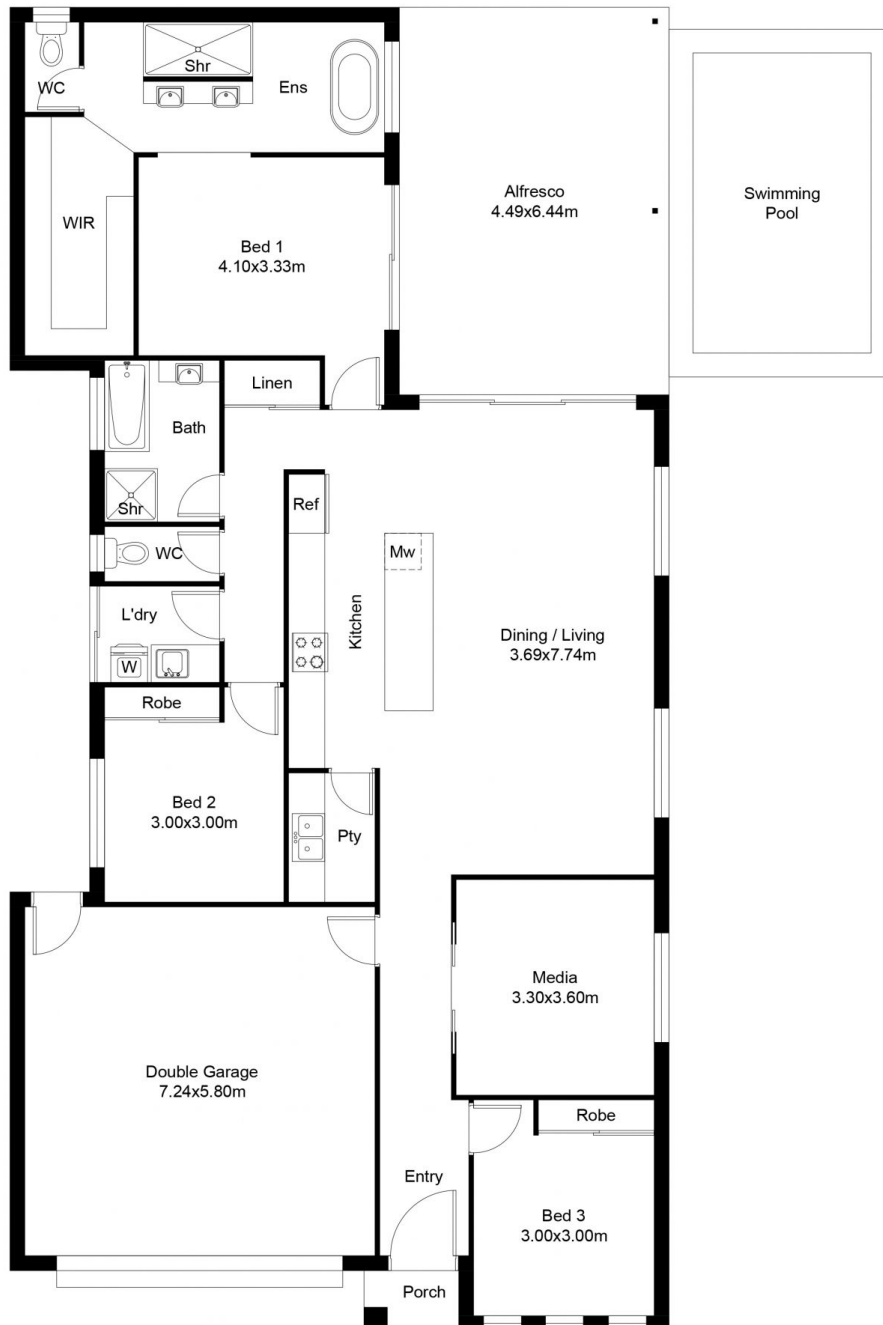 Shr
WC
Ens
WIR
Bed 1
4.10x3.33m
Alfresco
4.49x6.44m
Swimming
Pool
Linen
Bath
Shr
Ref
WC
Mw
Kitchen
L'dry
W
Dining / Living
3.69x7.74m
Robe
Bed 2
3.00x3.00m
Pty
Media
3.30x3.60m
Double Garage
7.24x5.80m
Robe
Entry
Bed 3
3.00x3.00m
Porch